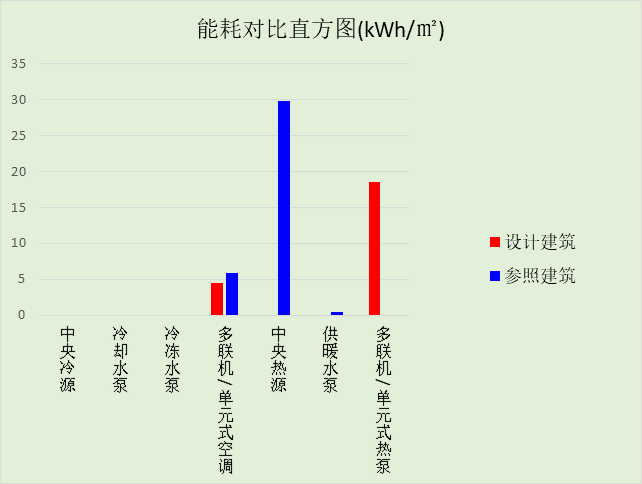 能耗对比直方图(kWh/㎡)
35
30
25
20
15
10
5
0
中央冷源
冷却水泵
冷冻水泵
多联机/单元式空调
中央热源
供暖水泵
多联机/单元式热泵
设计建筑
参照建筑